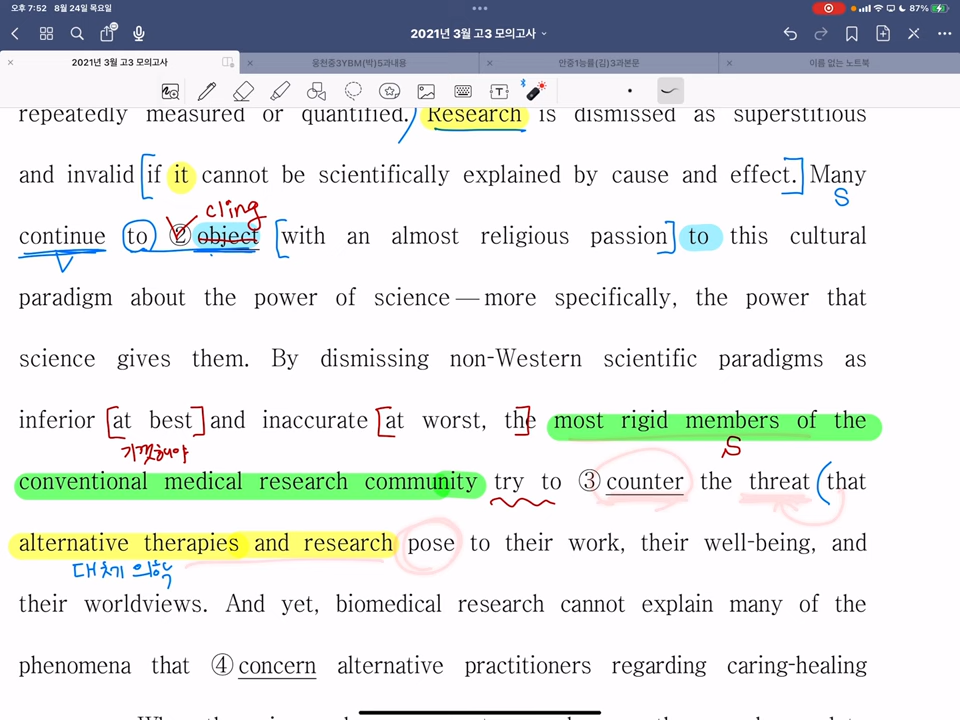 오후 7:52 8월 24일 목요일
87%
2021년 3월 고3 모의고사
2021년 3월 고3 모의고사
웅천중3YBM(박)5과내용
안중1능률(김)3과본문
이름 없는 노트북
repeatedly measured or quantified. Research is dismissed as superstitious
and invalid if it cannot be scientifically explained by cause and effect. Many
S
cling
continue to ② object with an almost religious passion to this cultural
V
paradigm about the power of science — more specifically, the power that
science gives them. By dismissing non-Western scientific paradigms as
inferior [at best] and inaccurate [at worst, the] most rigid members of the
기껏해야
S
conventional medical research community try to ③ counter the threat (that
alternative therapies and research pose to their work, their well-being, and
대체 의학
their worldviews. And yet, biomedical research cannot explain many of the
phenomena that ④ concern alternative practitioners regarding caring-healing